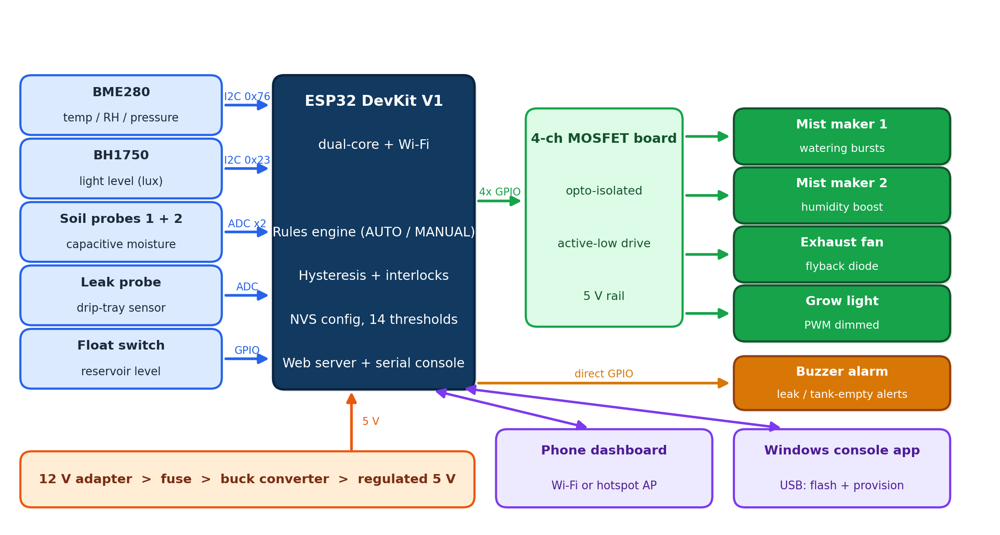 BME280
temp / RH / pressure
I2C 0x76
BH1750
light level (lux)
I2C 0x23
Soil probes 1 + 2
capacitive moisture
ADC x2
Leak probe
drip-tray sensor
ADC
Float switch
reservoir level
GPIO
ESP32 DevKit V1
dual-core + Wi-Fi
Rules engine (AUTO / MANUAL)
Hysteresis + interlocks
NVS config, 14 thresholds
Web server + serial console
4x GPIO
4-ch MOSFET board
opto-isolated
active-low drive
5 V rail
Mist maker 1
watering bursts
Mist maker 2
humidity boost
Exhaust fan
flyback diode
Grow light
PWM dimmed
direct GPIO
Buzzer alarm
leak / tank-empty alerts
5 V
12 V adapter > fuse > buck converter > regulated 5 V
Phone dashboard
Wi-Fi or hotspot AP
Windows console app
USB: flash + provision